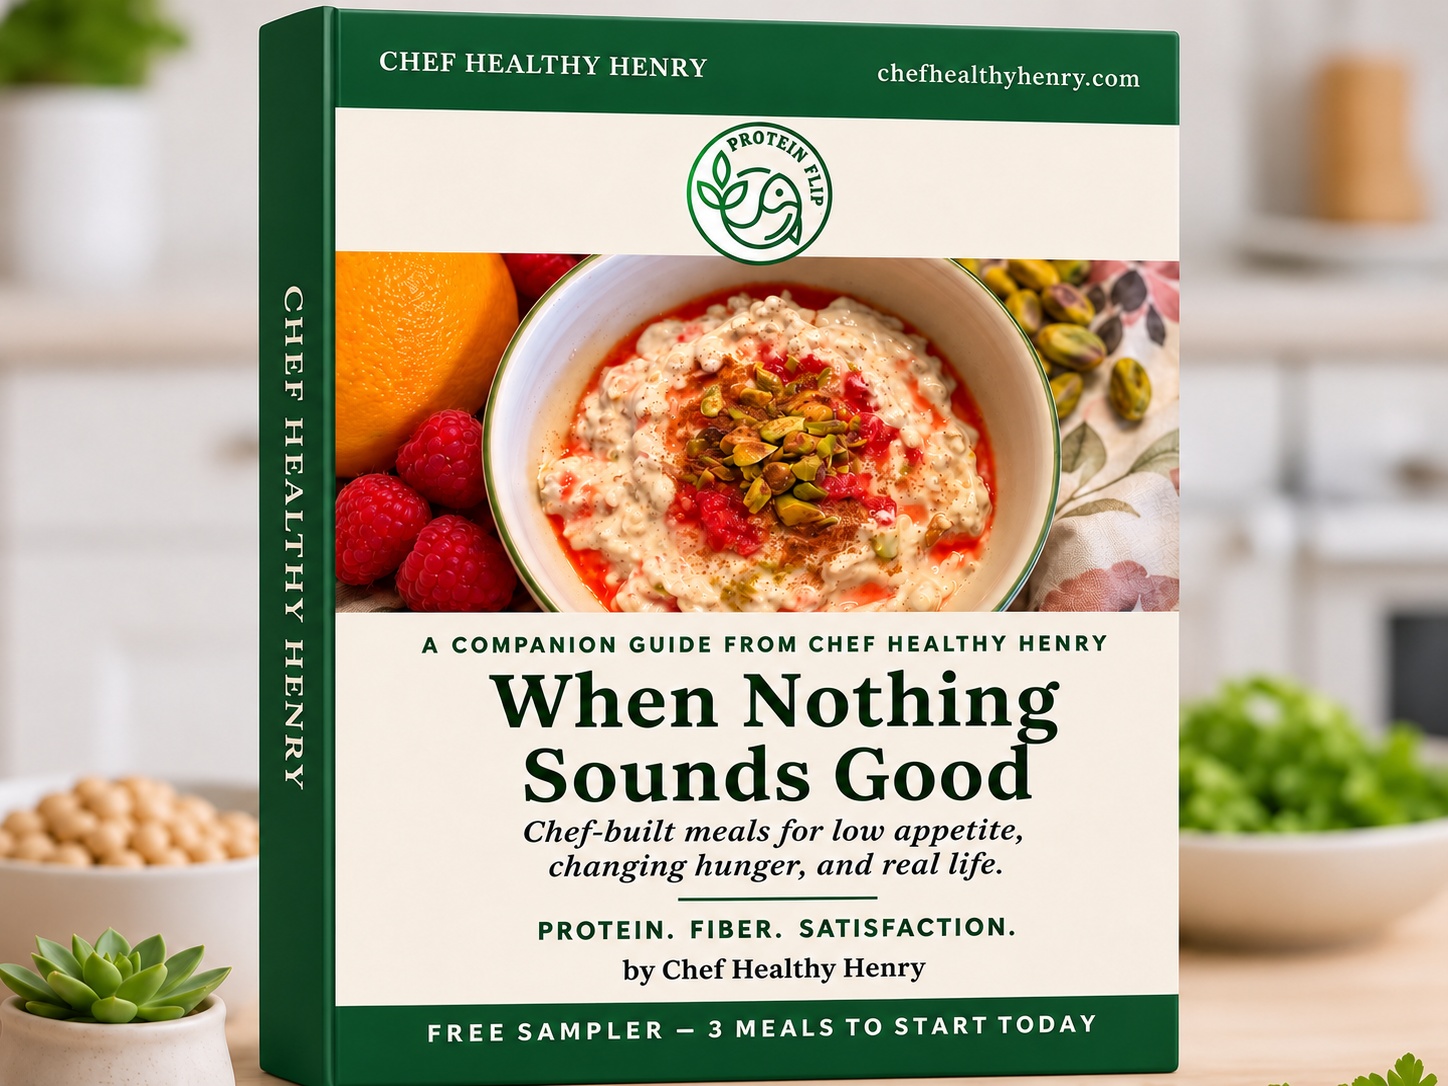 CHEF HEALTHY HENRY
chefhealthyhenry.com
PROTEIN FLIP
CHEF HEALTHY HENRY
A COMPANION GUIDE FROM CHEF HEALTHY HENRY
When Nothing
Sounds Good
Chef-built meals for low appetite,
changing hunger, and real life.
PROTEIN. FIBER. SATISFACTION.
by Chef Healthy Henry
FREE SAMPLER – 3 MEALS TO START TODAY